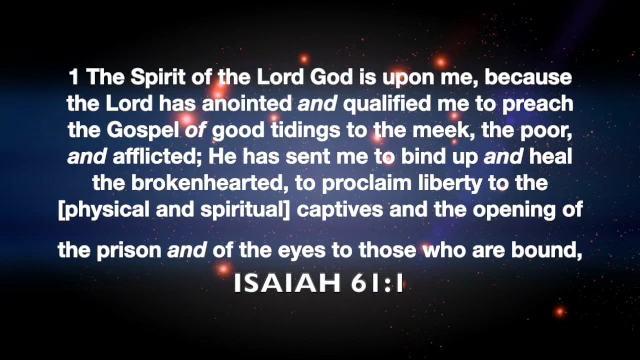 1 The Spirit of the Lord God is upon me, because
the Lord has anointed and qualified me to preach
the Gospel of good tidings to the meek, the poor,
and afflicted; He has sent me to bind up and heal
the brokenhearted, to proclaim liberty to the
[physical and spiritual] captives and the opening of
the prison and of the eyes to those who are bound,
ISAIAH 61:1